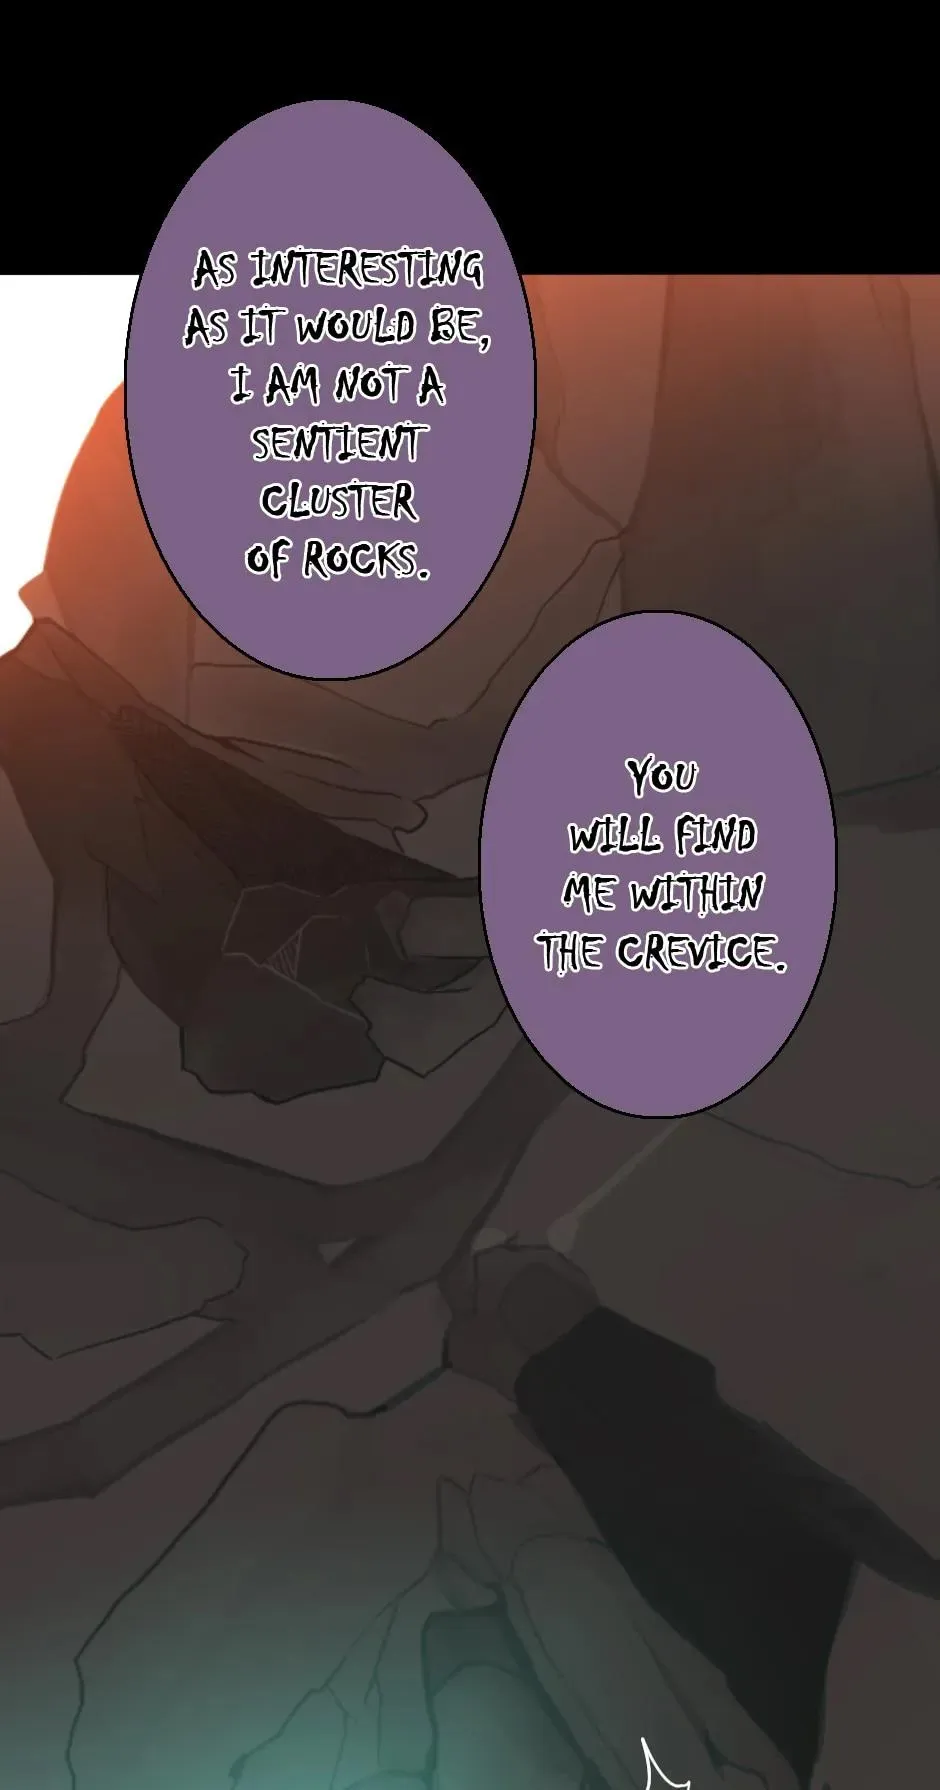 AS INTERESTING
AS IT WOULD BE,
I AM NOT A
SENTIENT
CLUSTER
OF ROCKS.
YOU
WILL FIND
ME WITHIN
THE CREVICE.